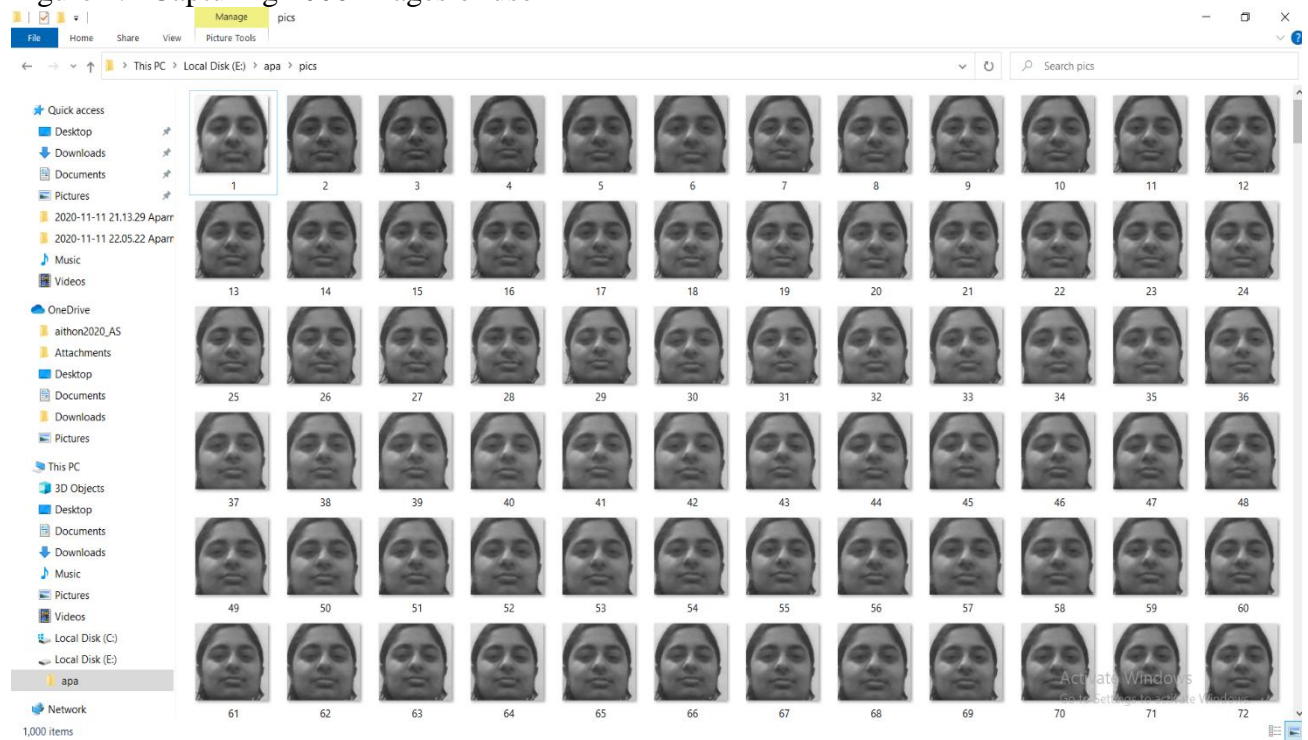 Manage pics
File Home Share View Picture Tools
This PC > Local Disk (E:) > apa > pics
Search pics
Quick access
Desktop
Downloads
Documents
Pictures
2020-11-11 21.13.29 Aparr
2020-11-11 22.05.22 Aparr
Music
Videos
OneDrive
aithon2020_AS
Attachments
Desktop
Documents
Downloads
Pictures
This PC
3D Objects
Desktop
Documents
Downloads
Music
Pictures
Videos
Local Disk (C:)
Local Disk (E:)
apa
Network
1 2 3 4 5 6 7 8 9 10 11 12
13 14 15 16 17 18 19 20 21 22 23 24
25 26 27 28 29 30 31 32 33 34 35 36
37 38 39 40 41 42 43 44 45 46 47 48
49 50 51 52 53 54 55 56 57 58 59 60
61 62 63 64 65 66 67 68 69 70 71 72
Activate Windows
Go to Settings to activate Windows.
1,000 items